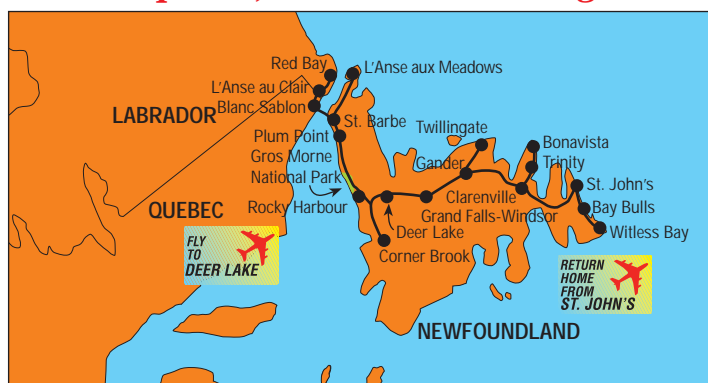 Red Bay
L'Anse aux Meadows
L'Anse au Clair
Blanc Sablon
LABRADOR
St. Barbe
Plum Point
Gros Morne
National Park
Rocky Harbour
QUEBEC
Twillingate
Gander
Bonavista
Trinity
Clarenville
Grand Falls-Windsor
St. John's
Bay Bulls
Witless Bay
Deer Lake
Corner Brook
FLY
TO
DEER LAKE
RETURN
HOME
FROM
ST. JOHN'S
NEWFOUNDLAND